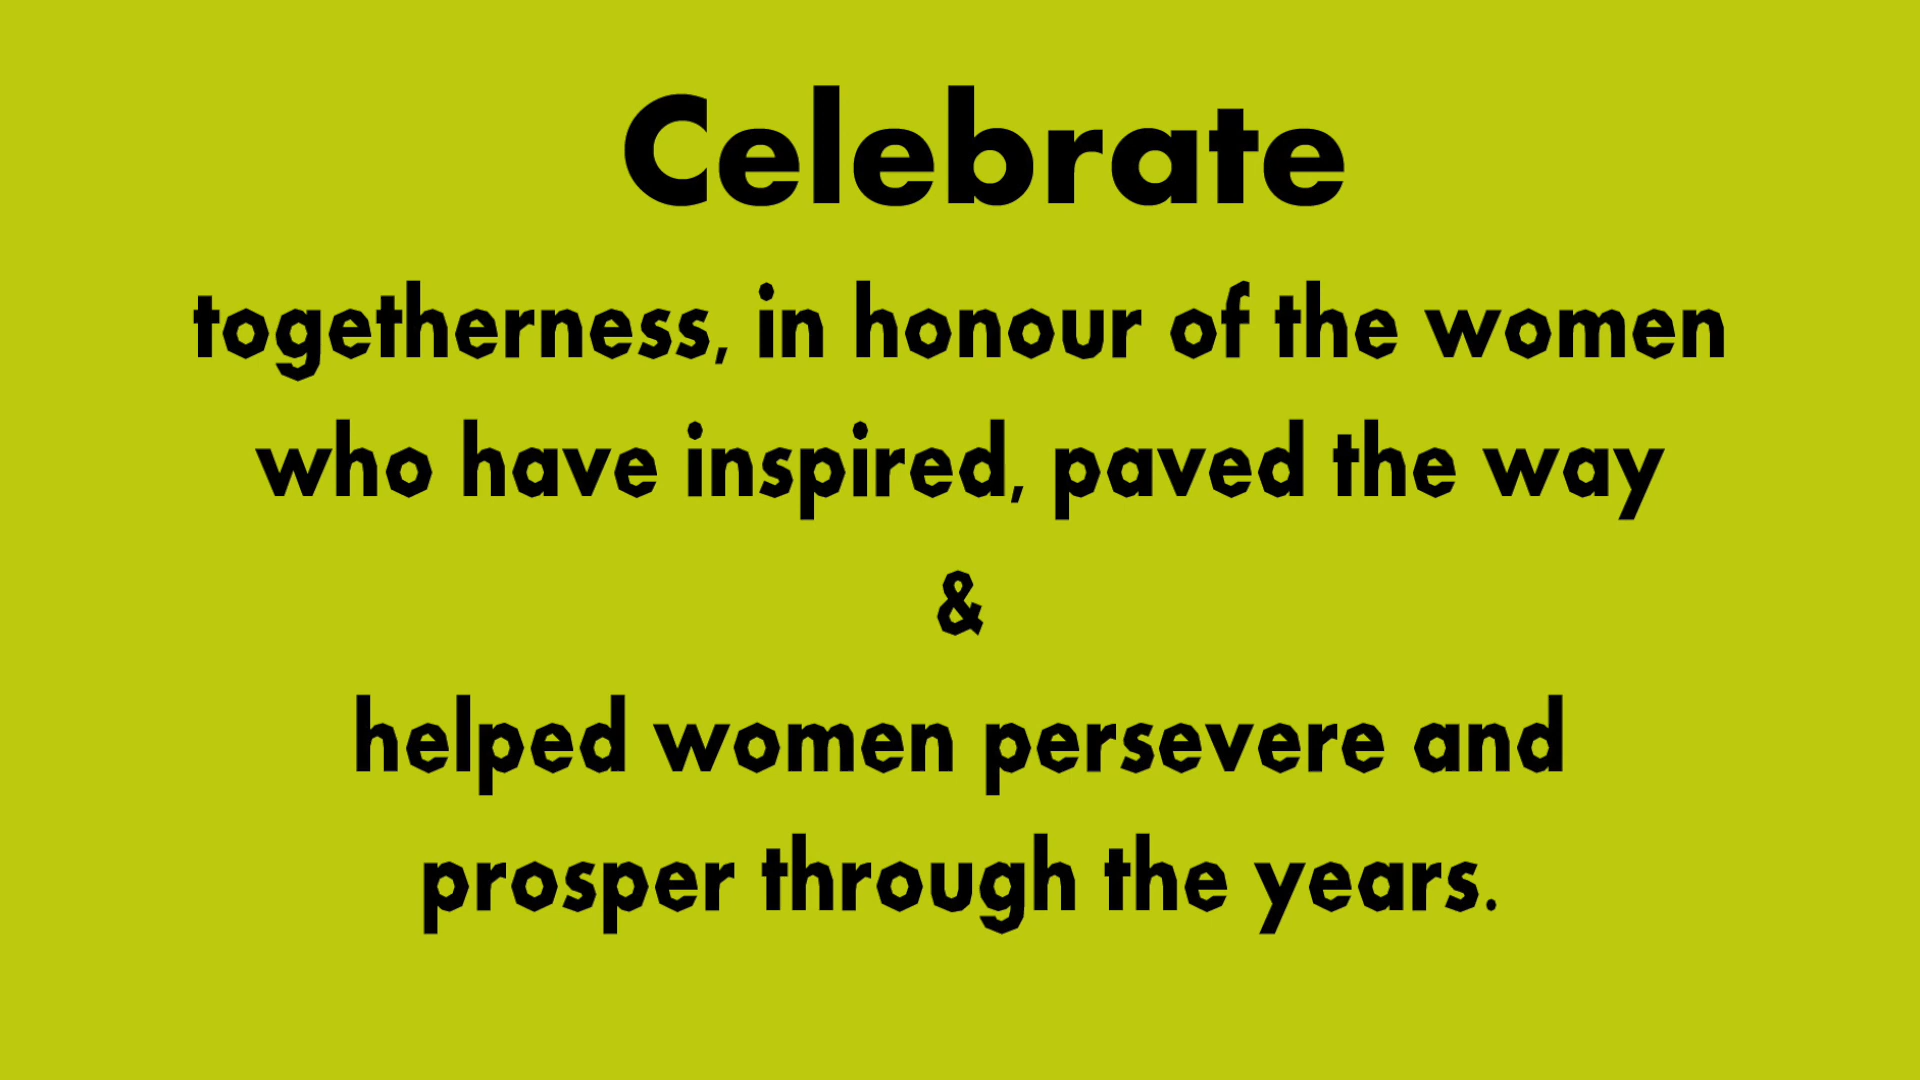 Celebrate
togetherness, in honour of the women
who have inspired, paved the way
&
helped women persevere and
prosper through the years.